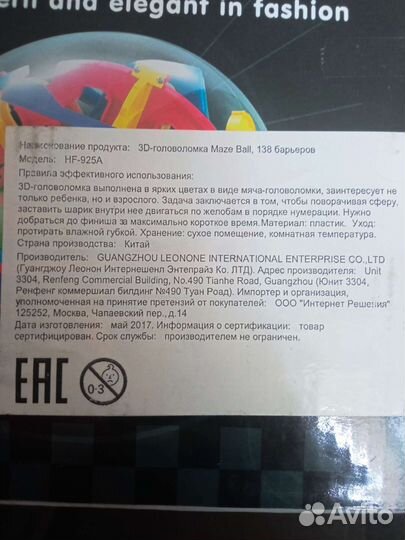 ern and elegant in fashion
Наименование продукта: 3D-головоломка Maze Ball, 138 барьеров
Модель: HF-925A
Правила эффективного использования:
3D-головоломка выполнена в ярких цветах в виде мяча-головоломки, заинтересует не
только ребенка, но и взрослого. Задача заключается в том, чтобы поворачивая сферу,
заставить шарик внутри нее двигаться по желобам в порядке нумерации. Нужно
добраться до финиша за максимально короткое время.Материал: пластик. Уход:
протирать влажной губкой. Хранение: сухое помещение, комнатная температура.
Страна производства: Китай
Производитель: GUANGZHOU LEONONE INTERNATIONAL ENTERPRISE CO.,LTD
(Гуангджоу Леонон Интернешенл Энтепрайз Ко. ЛТД). Адрес производителя: Unit
3304, Renfeng Commercial Building, No.490 Tianhe Road, Guangzhou (Юнит 3304,
Ренфенг коммершиал билдинг №490 Туан Роад). Импортер и организация,
уполномоченная на принятие претензий от покупателей: ООО "Интернет Решения"
125252, Москва, Чапаевский пер.,д.14
Дата изготовления: май 2017. Информация о сертификации: товар
сертифицирован. Срок службы: производителем не ограничен.
EAC 0-3
Avito